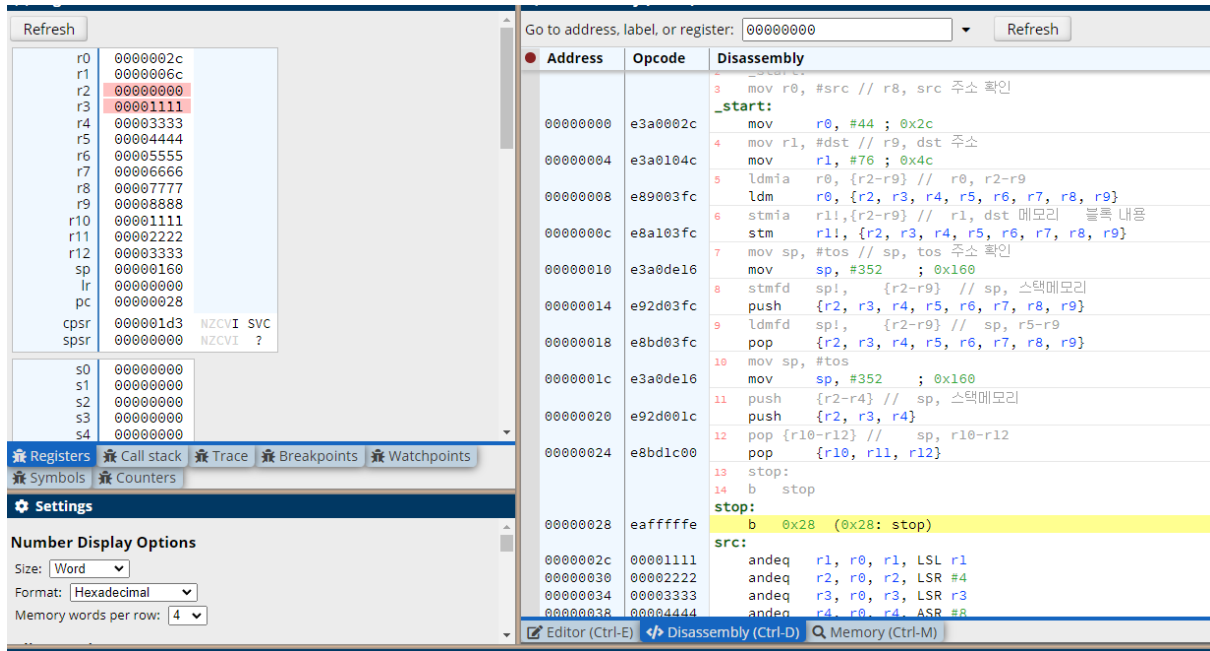 Refresh
r0 0000002c
r1 0000006c
r2 00000000
r3 00001111
r4 00003333
r5 00004444
r6 00005555
r7 00006666
r8 00007777
r9 00008888
r10 00001111
r11 00002222
r12 00003333
sp 00000160
lr 00000000
pc 00000028
cpsr 000001d3 NZCVI SVC
spsr 00000000 NZCVI ?
s0 00000000
s1 00000000
s2 00000000
s3 00000000
s4 00000000
Registers Call stack Trace Breakpoints Watchpoints
Symbols Counters
Settings
Number Display Options
Size: Word
Format: Hexadecimal
Memory words per row: 4
Go to address, label, or register: 00000000 Refresh
Address Opcode Disassembly
3 mov r0, #src // r8, src 주소 확인
_start:
00000000 e3a0002c mov r0, #44 ; 0x2c
4 mov r1, #dst // r9, dst 주소
00000004 e3a0104c mov r1, #76 ; 0x4c
5 ldmia r0, {r2-r9} // r0, r2-r9
00000008 e89003fc ldm r0, {r2, r3, r4, r5, r6, r7, r8, r9}
6 stmia r1!,{r2-r9} // r1, dst 메모리 블록 내용
0000000c e8a103fc stm r1!, {r2, r3, r4, r5, r6, r7, r8, r9}
7 mov sp, #tos // sp, tos 주소 확인
00000010 e3a0de16 mov sp, #352 ; 0x160
8 stmfd sp!, {r2-r9} // sp, 스택메모리
00000014 e92d03fc push {r2, r3, r4, r5, r6, r7, r8, r9}
9 ldmfd sp!, {r2-r9} // sp, r5-r9
00000018 e8bd03fc pop {r2, r3, r4, r5, r6, r7, r8, r9}
10 mov sp, #tos
0000001c e3a0de16 mov sp, #352 ; 0x160
11 push {r2-r4} // sp, 스택메모리
00000020 e92d001c push {r2, r3, r4}
12 pop {r10-r12} // sp, r10-r12
00000024 e8bd1c00 pop {r10, r11, r12}
13 stop:
14 b stop
stop:
00000028 eafffffe b 0x28 (0x28: stop)
src:
0000002c 00001111 andeq r1, r0, r1, LSL r1
00000030 00002222 andeq r2, r0, r2, LSR #4
00000034 00003333 andeq r3, r0, r3, LSR r3
00000038 00004444 andeq r4, r0, r4, ASR #8
Editor (Ctrl-E) Disassembly (Ctrl-D) Memory (Ctrl-M)